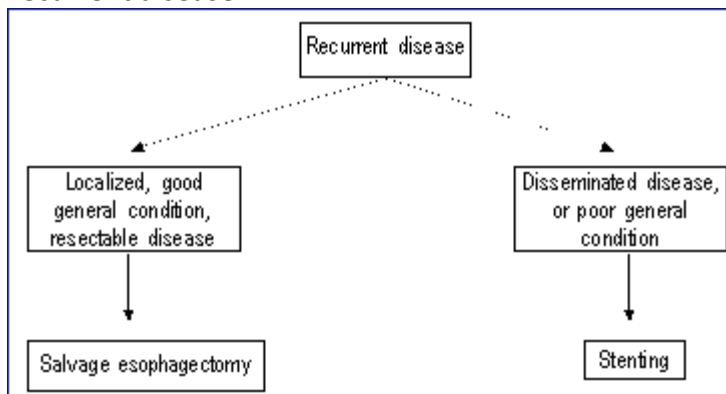 Recurrent disease
Localized, good
general condition,
resectable disease
Disseminated disease,
or poor general
condition
Salvage esophagectomy
Stenting